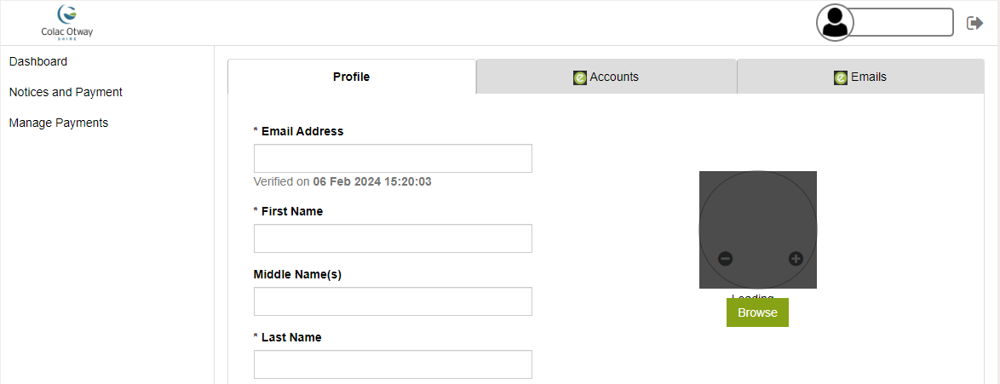 Colac Otway
SHIRE
Dashboard
Notices and Payment
Manage Payments
Profile
e Accounts
e Emails
* Email Address
Verified on 06 Feb 2024 15:20:03
* First Name
Middle Name(s)
* Last Name
Loading
Browse